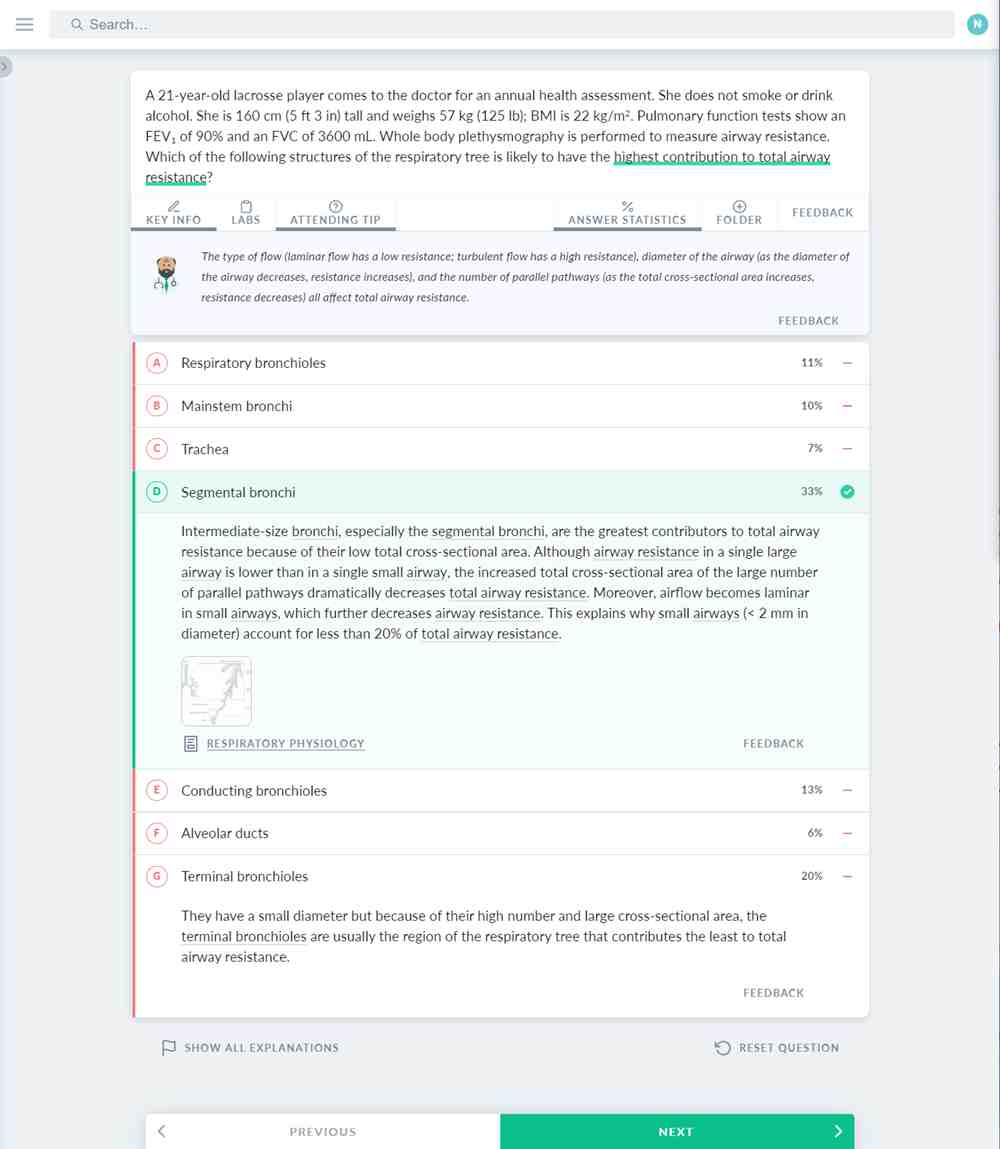 Search...
N
A 21-year-old lacrosse player comes to the doctor for an annual health assessment. She does not smoke or drink
alcohol. She is 160 cm (5 ft 3 in) tall and weighs 57 kg (125 lb); BMI is 22 kg/m². Pulmonary function tests show an
FEV₁ of 90% and an FVC of 3600 mL. Whole body plethysmography is performed to measure airway resistance.
Which of the following structures of the respiratory tree is likely to have the highest contribution to total airway
resistance?
KEY INFO LABS ATTENDING TIP ANSWER STATISTICS FOLDER FEEDBACK
The type of flow (laminar flow has a low resistance; turbulent flow has a high resistance), diameter of the airway (as the diameter of
the airway decreases, resistance increases), and the number of parallel pathways (as the total cross-sectional area increases,
resistance decreases) all affect total airway resistance.
FEEDBACK
A Respiratory bronchioles 11%
B Mainstem bronchi 10%
C Trachea 7%
D Segmental bronchi 33%
Intermediate-size bronchi, especially the segmental bronchi, are the greatest contributors to total airway
resistance because of their low total cross-sectional area. Although airway resistance in a single large
airway is lower than in a single small airway, the increased total cross-sectional area of the large number
of parallel pathways dramatically decreases total airway resistance. Moreover, airflow becomes laminar
in small airways, which further decreases airway resistance. This explains why small airways (< 2 mm in
diameter) account for less than 20% of total airway resistance.
RESPIRATORY PHYSIOLOGY FEEDBACK
E Conducting bronchioles 13%
F Alveolar ducts 6%
G Terminal bronchioles 20%
They have a small diameter but because of their high number and large cross-sectional area, the
terminal bronchioles are usually the region of the respiratory tree that contributes the least to total
airway resistance.
FEEDBACK
SHOW ALL EXPLANATIONS RESET QUESTION
PREVIOUS NEXT